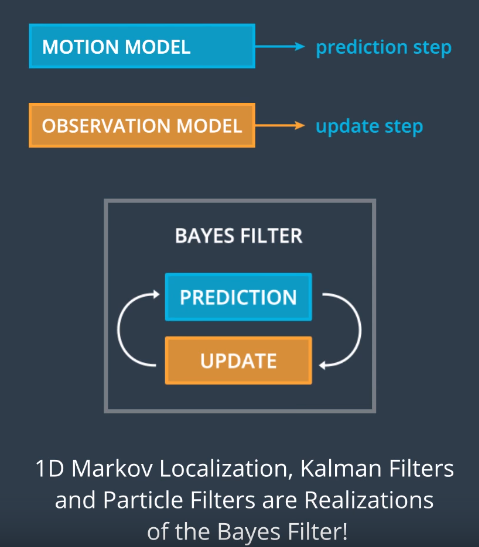 MOTION MODEL prediction step
OBSERVATION MODEL update step
BAYES FILTER
PREDICTION
UPDATE
1D Markov Localization, Kalman Filters
and Particle Filters are Realizations
of the Bayes Filter!